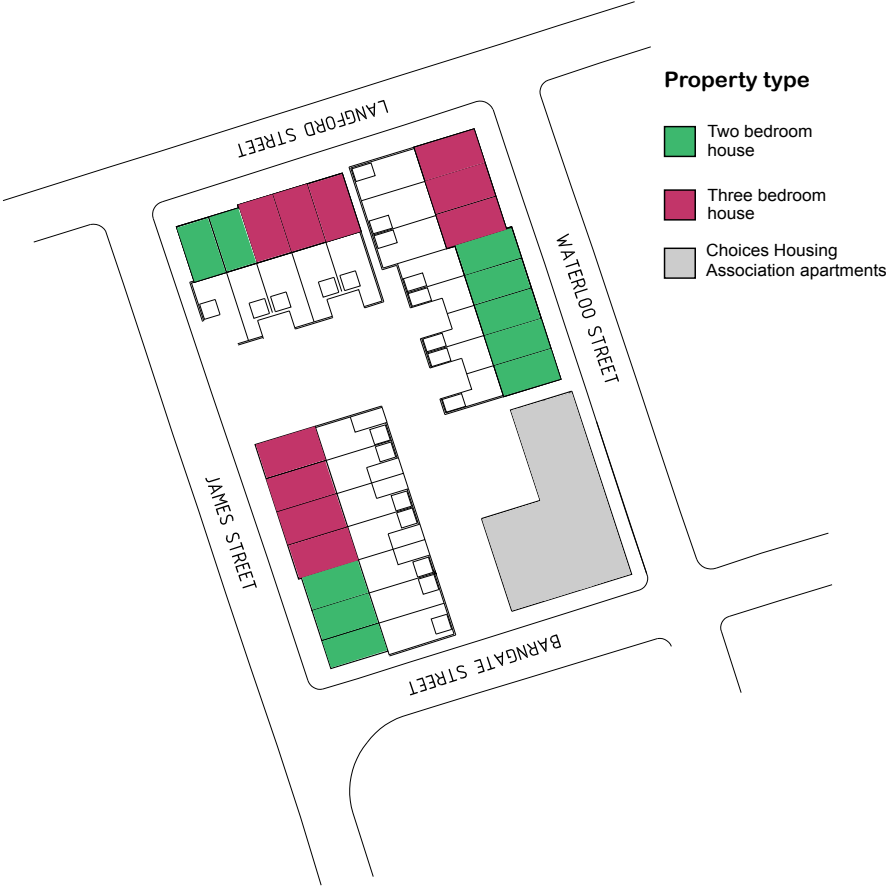 LANGFORD STREET
Property type
Two bedroom
house
Three bedroom
house
Choices Housing
Association apartments
WATERLOO STREET
JAMES STREET
BARNGATE STREET